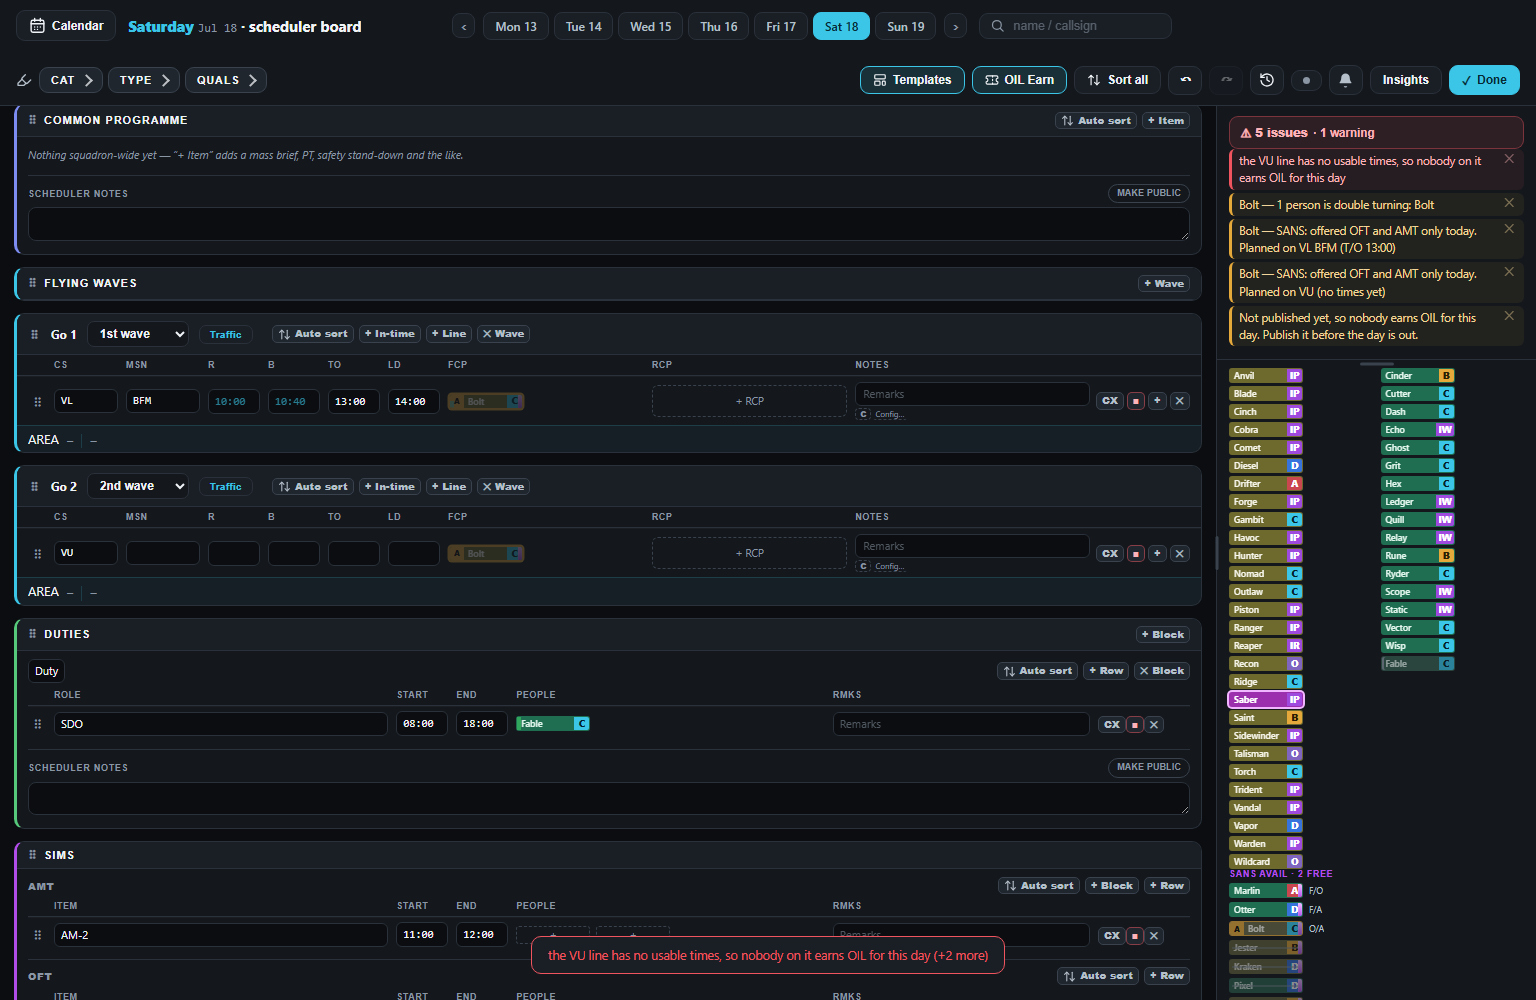 Calendar
Saturday Jul 18 · scheduler board
Mon 13
Tue 14
Wed 15
Thu 16
Fri 17
Sat 18
Sun 19
name / callsign
CAT
TYPE
QUALS
Templates
OIL Earn
Sort all
Insights
✓ Done
COMMON PROGRAMME
Auto sort
+ Item
Nothing squadron-wide yet — "+ Item" adds a mass brief, PT, safety stand-down and the like.
SCHEDULER NOTES
MAKE PUBLIC
FLYING WAVES
+ Wave
Go 1
1st wave
Traffic
Auto sort
+ In-time
+ Line
✕ Wave
CS MSN R B TO LD FCP RCP NOTES
VL BFM 10:00 10:40 13:00 14:00 A Bolt C + RCP Remarks CX + ✕
C Config...
AREA – –
Go 2
2nd wave
Traffic
Auto sort
+ In-time
+ Line
✕ Wave
CS MSN R B TO LD FCP RCP NOTES
VU A Bolt C + RCP Remarks CX + ✕
C Config...
AREA – –
DUTIES
+ Block
Duty
Auto sort
+ Row
✕ Block
ROLE START END PEOPLE RMKS
SDO 08:00 18:00 Fable C Remarks CX ✕
SCHEDULER NOTES
MAKE PUBLIC
SIMS
AMT
Auto sort
+ Block
+ Row
ITEM START END PEOPLE RMKS
AM-2 11:00 12:00 + + Remarks CX ✕
the VU line has no usable times, so nobody on it earns OIL for this day (+2 more)
OFT
Auto sort
+ Row
ITEM START END PEOPLE RMKS
⚠ 5 issues · 1 warning
the VU line has no usable times, so nobody on it
earns OIL for this day
Bolt — 1 person is double turning: Bolt
Bolt — SANS: offered OFT and AMT only today.
Planned on VL BFM (T/O 13:00)
Bolt — SANS: offered OFT and AMT only today.
Planned on VU (no times yet)
Not published yet, so nobody earns OIL for this
day. Publish it before the day is out.
Anvil IP
Blade IP
Cinch IP
Cobra IP
Comet IP
Diesel D
Drifter A
Forge IP
Gambit C
Havoc IP
Hunter IP
Nomad C
Outlaw C
Piston IP
Ranger IP
Reaper IR
Recon O
Ridge C
Saber IP
Saint B
Sidewinder IP
Talisman O
Torch C
Trident IP
Vandal IP
Vapor D
Warden IP
Wildcard O
Cinder B
Cutter C
Dash C
Echo IW
Ghost C
Grit C
Hex C
Ledger IW
Quill IW
Relay IW
Rune B
Ryder C
Scope IW
Static IW
Vector C
Wisp C
Fable C
SANS AVAIL · 2 FREE
Marlin A F/O
Otter D F/A
A Bolt C O/A
Jester B
Kraken D
Pixel D